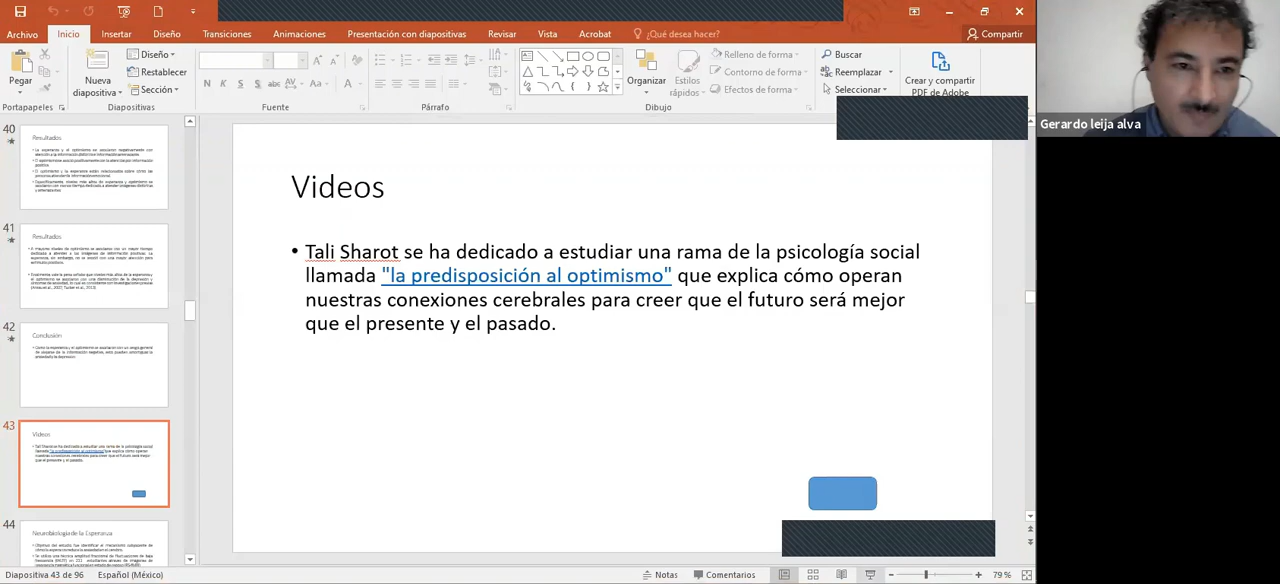 Archivo Inicio Insertar Diseño Transiciones Animaciones Presentación con diapositivas Revisar Vista Acrobat ¿Qué desea hacer? Compartir
Pegar
Nueva
diapositiva
Diseño
Restablecer
Sección
N K S S abc AV Aa A
Organizar
Estilos
rápidos
Relleno de forma
Contorno de forma
Efectos de forma
Buscar
Reemplazar
Seleccionar
Crear y compartir
PDF de Adobe
Portapapeles Diapositivas Fuente Párrafo Dibujo
Gerardo leija alva
40
Resultados
41
Resultados
42
Conclusión
43
Videos
44
Neurobiología de la Esperanza
Videos
• Tali Sharot se ha dedicado a estudiar una rama de la psicología social
llamada "la predisposición al optimismo" que explica cómo operan
nuestras conexiones cerebrales para creer que el futuro será mejor
que el presente y el pasado.
Diapositiva 43 de 96 Español (México) Notas Comentarios 79 %